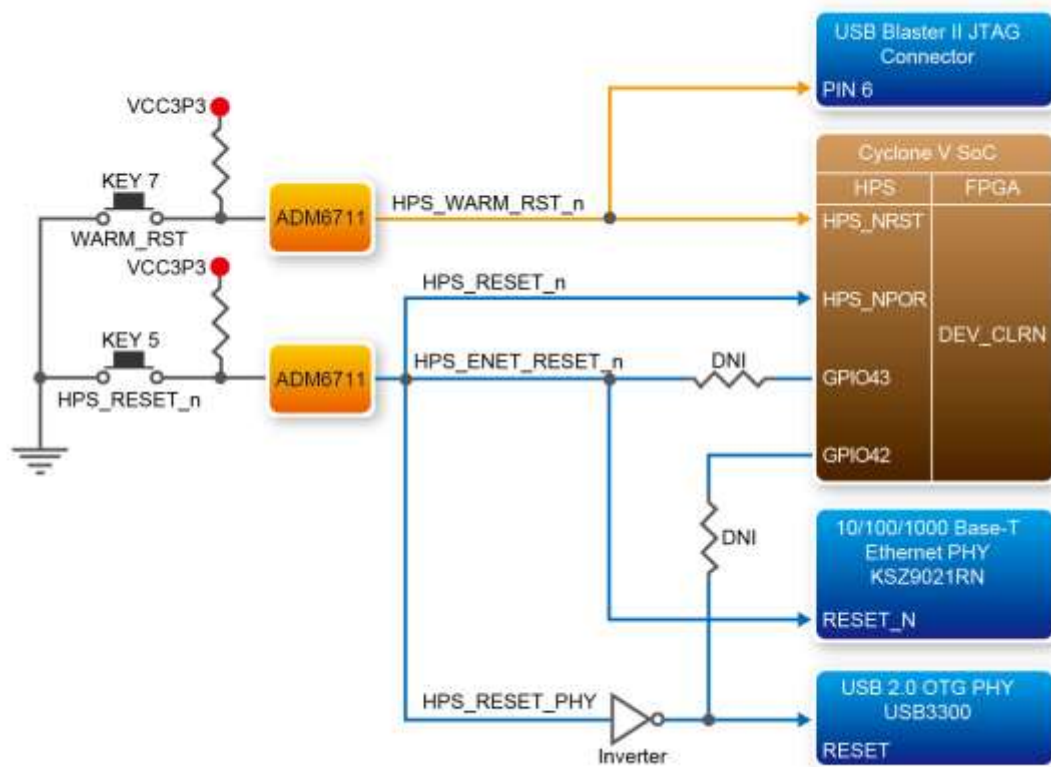 USB Blaster II JTAG
Connector
PIN 6
VCC3P3
KEY 7
WARM_RST
ADM6711
HPS_WARM_RST_n
Cyclone V SoC
HPS
FPGA
HPS_NRST
VCC3P3
HPS_RESET_n
HPS_NPOR
KEY 5
HPS_RESET_n
ADM6711
HPS_ENET_RESET_n
DNI
DEV_CLRN
GPIO43
GPIO42
DNI
10/100/1000 Base-T
Ethernet PHY
KSZ9021RN
RESET_N
HPS_RESET_PHY
Inverter
USB 2.0 OTG PHY
USB3300
RESET